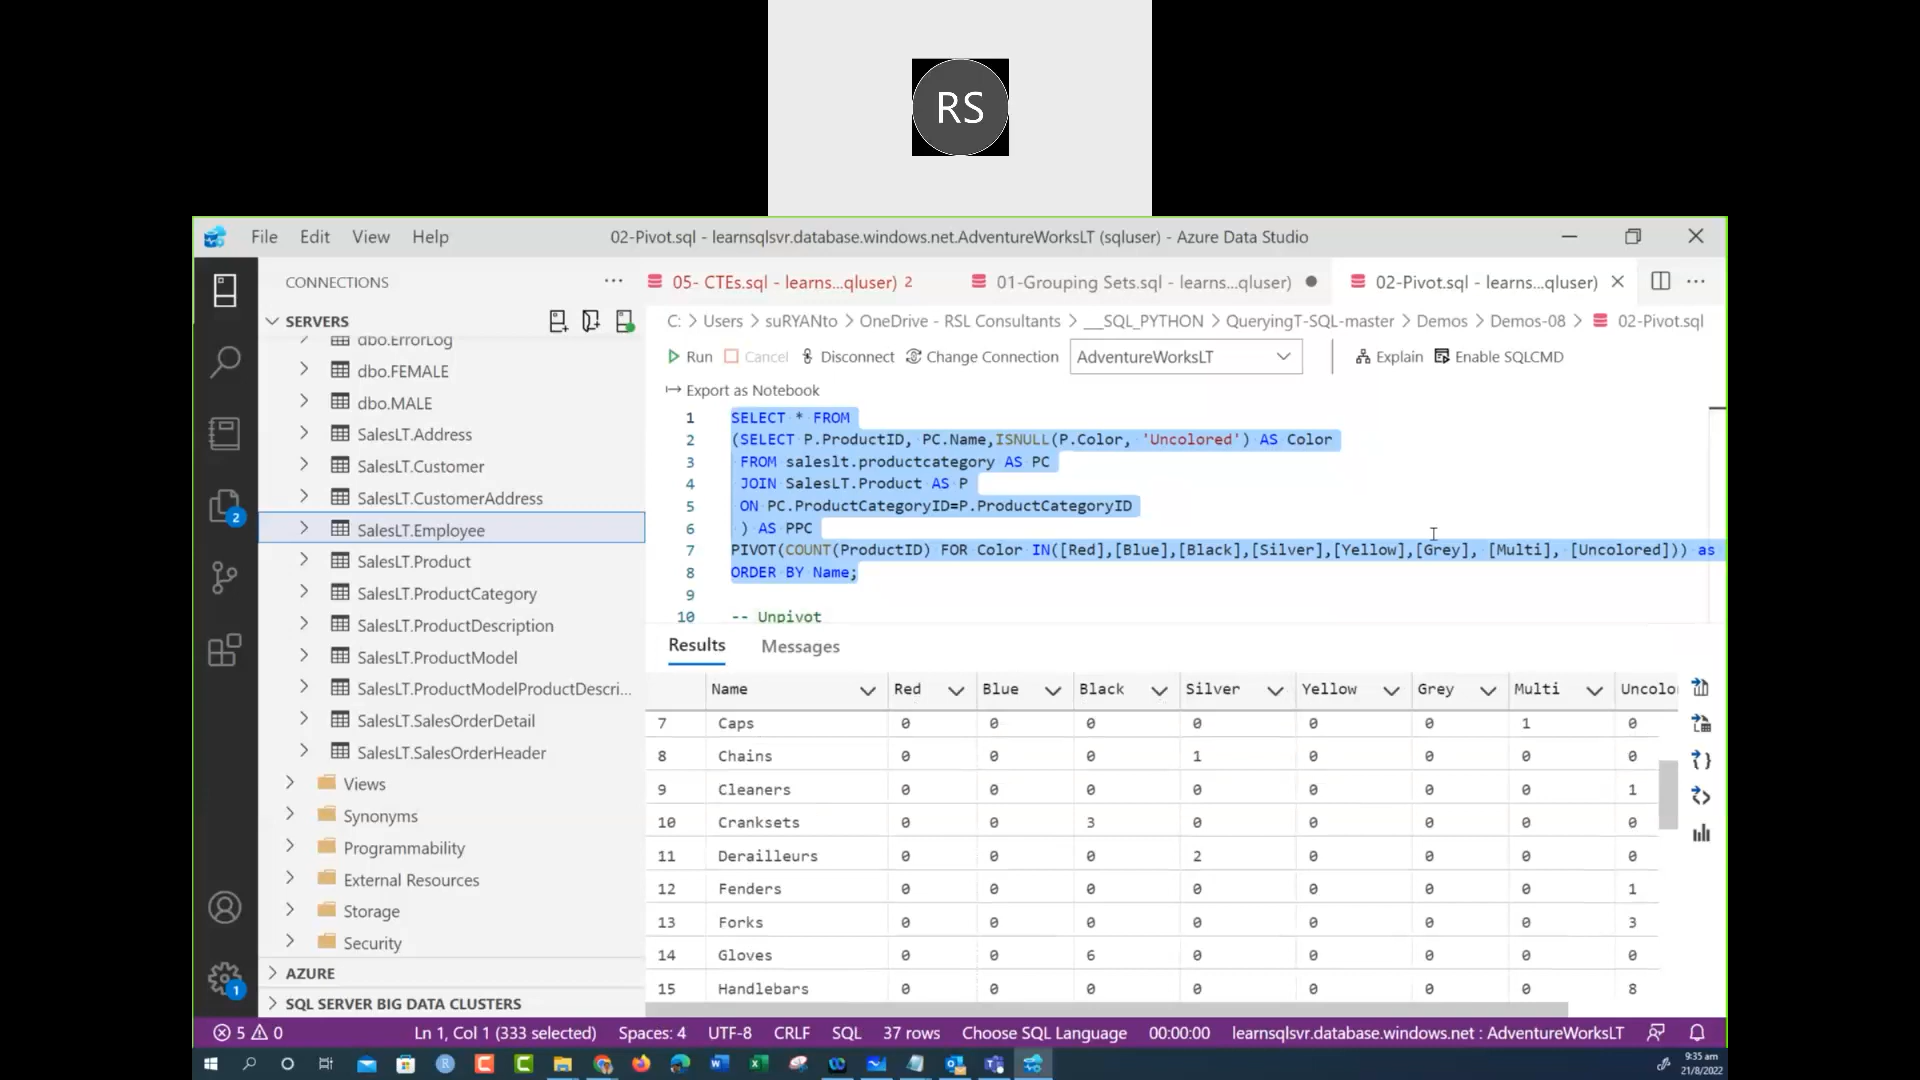 RS
File Edit View Help
02-Pivot.sql - learnsqlsvr.database.windows.net.AdventureWorksLT (sqluser) - Azure Data Studio
CONNECTIONS
05- CTEs.sql - learns...qluser) 2
01-Grouping Sets.sql - learns...qluser)
02-Pivot.sql - learns...qluser)
SERVERS
C: > Users > suRYANto > OneDrive - RSL Consultants > __SQL_PYTHON > QueryingT-SQL-master > Demos > Demos-08 > 02-Pivot.sql
Run Cancel Disconnect Change Connection AdventureWorksLT Explain Enable SQLCMD
Export as Notebook
dbo.ErrorLog
dbo.FEMALE
dbo.MALE
SalesLT.Address
SalesLT.Customer
SalesLT.CustomerAddress
SalesLT.Employee
SalesLT.Product
SalesLT.ProductCategory
SalesLT.ProductDescription
SalesLT.ProductModel
SalesLT.ProductModelProductDescri...
SalesLT.SalesOrderDetail
SalesLT.SalesOrderHeader
Views
Synonyms
Programmability
External Resources
Storage
Security
AZURE
SQL SERVER BIG DATA CLUSTERS
2
1
1 SELECT * FROM
2 (SELECT P.ProductID, PC.Name,ISNULL(P.Color, 'Uncolored') AS Color
3 FROM saleslt.productcategory AS PC
4 JOIN SalesLT.Product AS P
5 ON PC.ProductCategoryID=P.ProductCategoryID
6 ) AS PPC
7 PIVOT(COUNT(ProductID) FOR Color IN([Red],[Blue],[Black],[Silver],[Yellow],[Grey], [Multi], [Uncolored])) as
8 ORDER BY Name;
9
10 -- Unpivot
Results Messages
Name Red Blue Black Silver Yellow Grey Multi Uncolo
7 Caps 0 0 0 0 0 0 1 0
8 Chains 0 0 0 1 0 0 0 0
9 Cleaners 0 0 0 0 0 0 0 1
10 Cranksets 0 0 3 0 0 0 0 0
11 Derailleurs 0 0 0 2 0 0 0 0
12 Fenders 0 0 0 0 0 0 0 1
13 Forks 0 0 0 0 0 0 0 3
14 Gloves 0 0 6 0 0 0 0 0
15 Handlebars 0 0 0 0 0 0 0 8
5 0 Ln 1, Col 1 (333 selected) Spaces: 4 UTF-8 CRLF SQL 37 rows Choose SQL Language 00:00:00 learnsqlsvr.database.windows.net : AdventureWorksLT
9:35 am
21/8/2022